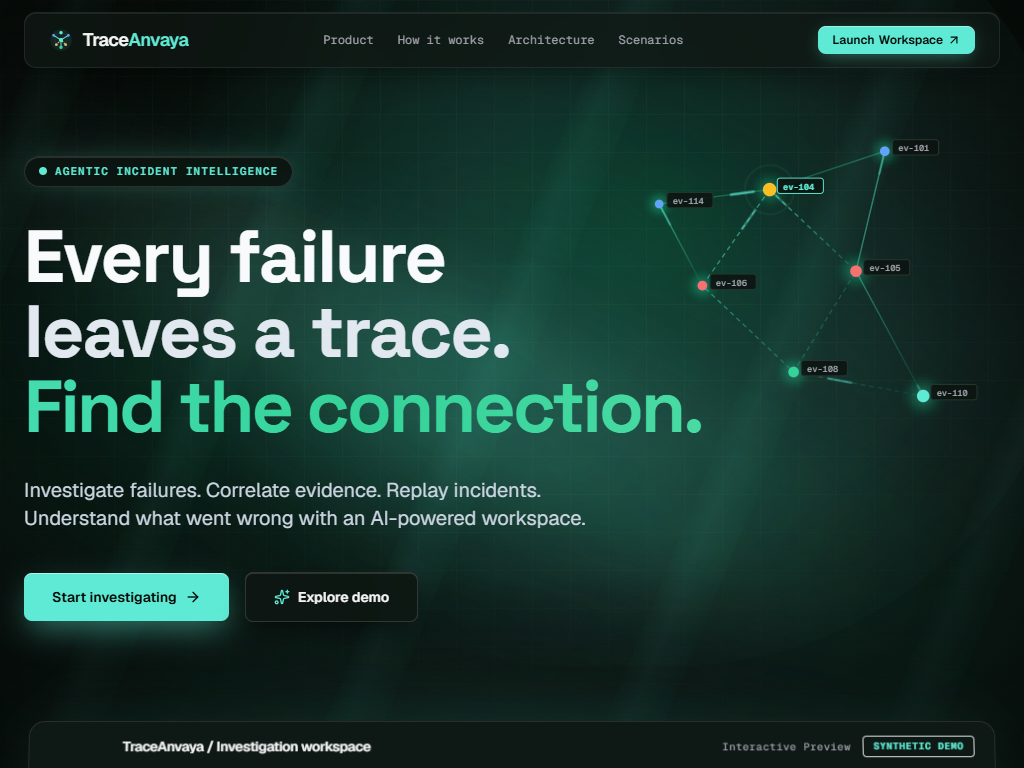 TraceAnvaya
Product
How it works
Architecture
Scenarios
Launch Workspace
AGENTIC INCIDENT INTELLIGENCE
Every failure
leaves a trace.
Find the connection.
ev-101
ev-104
ev-114
ev-105
ev-106
ev-108
ev-110
Investigate failures. Correlate evidence. Replay incidents.
Understand what went wrong with an AI-powered workspace.
Start investigating
Explore demo
TraceAnvaya / Investigation workspace
Interactive Preview
SYNTHETIC DEMO